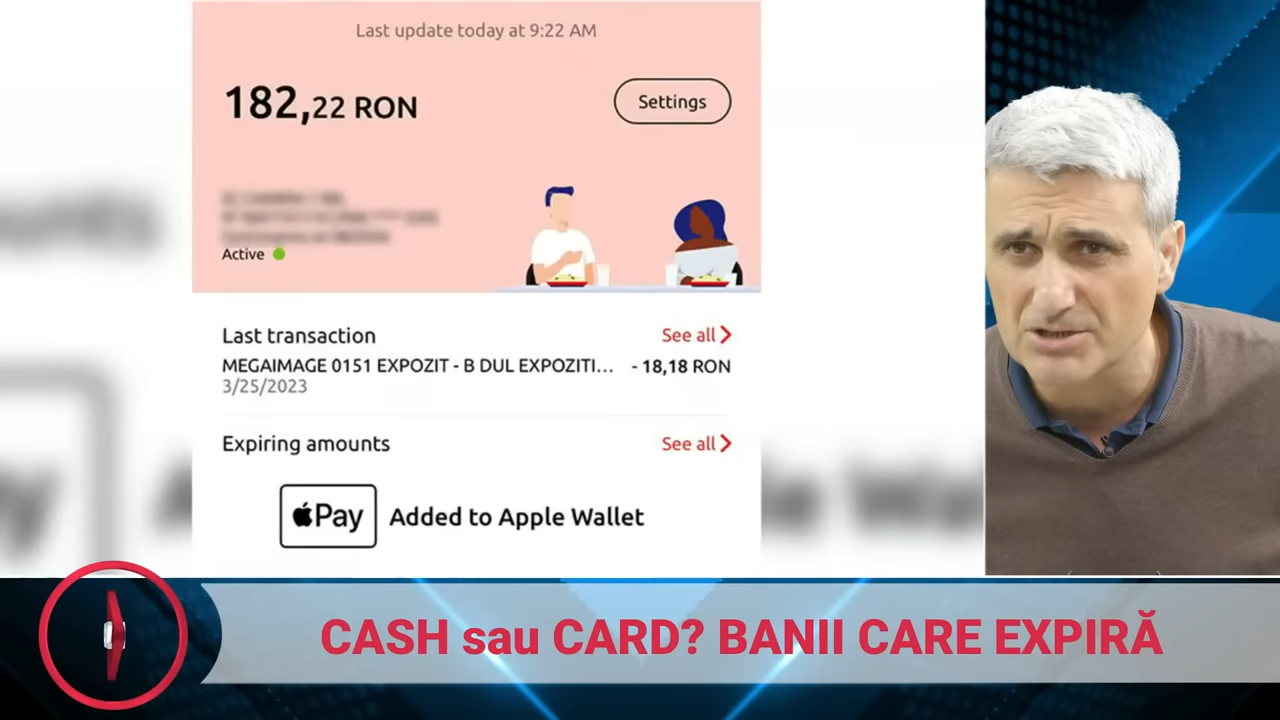 Last update today at 9:22 AM
182,22 RON
Settings
Active
Last transaction
See all
MEGAIMAGE 0151 EXPOZIT - B DUL EXPOZITI... - 18,18 RON
3/25/2023
Expiring amounts
See all
Pay
Added to Apple Wallet
CASH sau CARD? BANII CARE EXPIRĂ